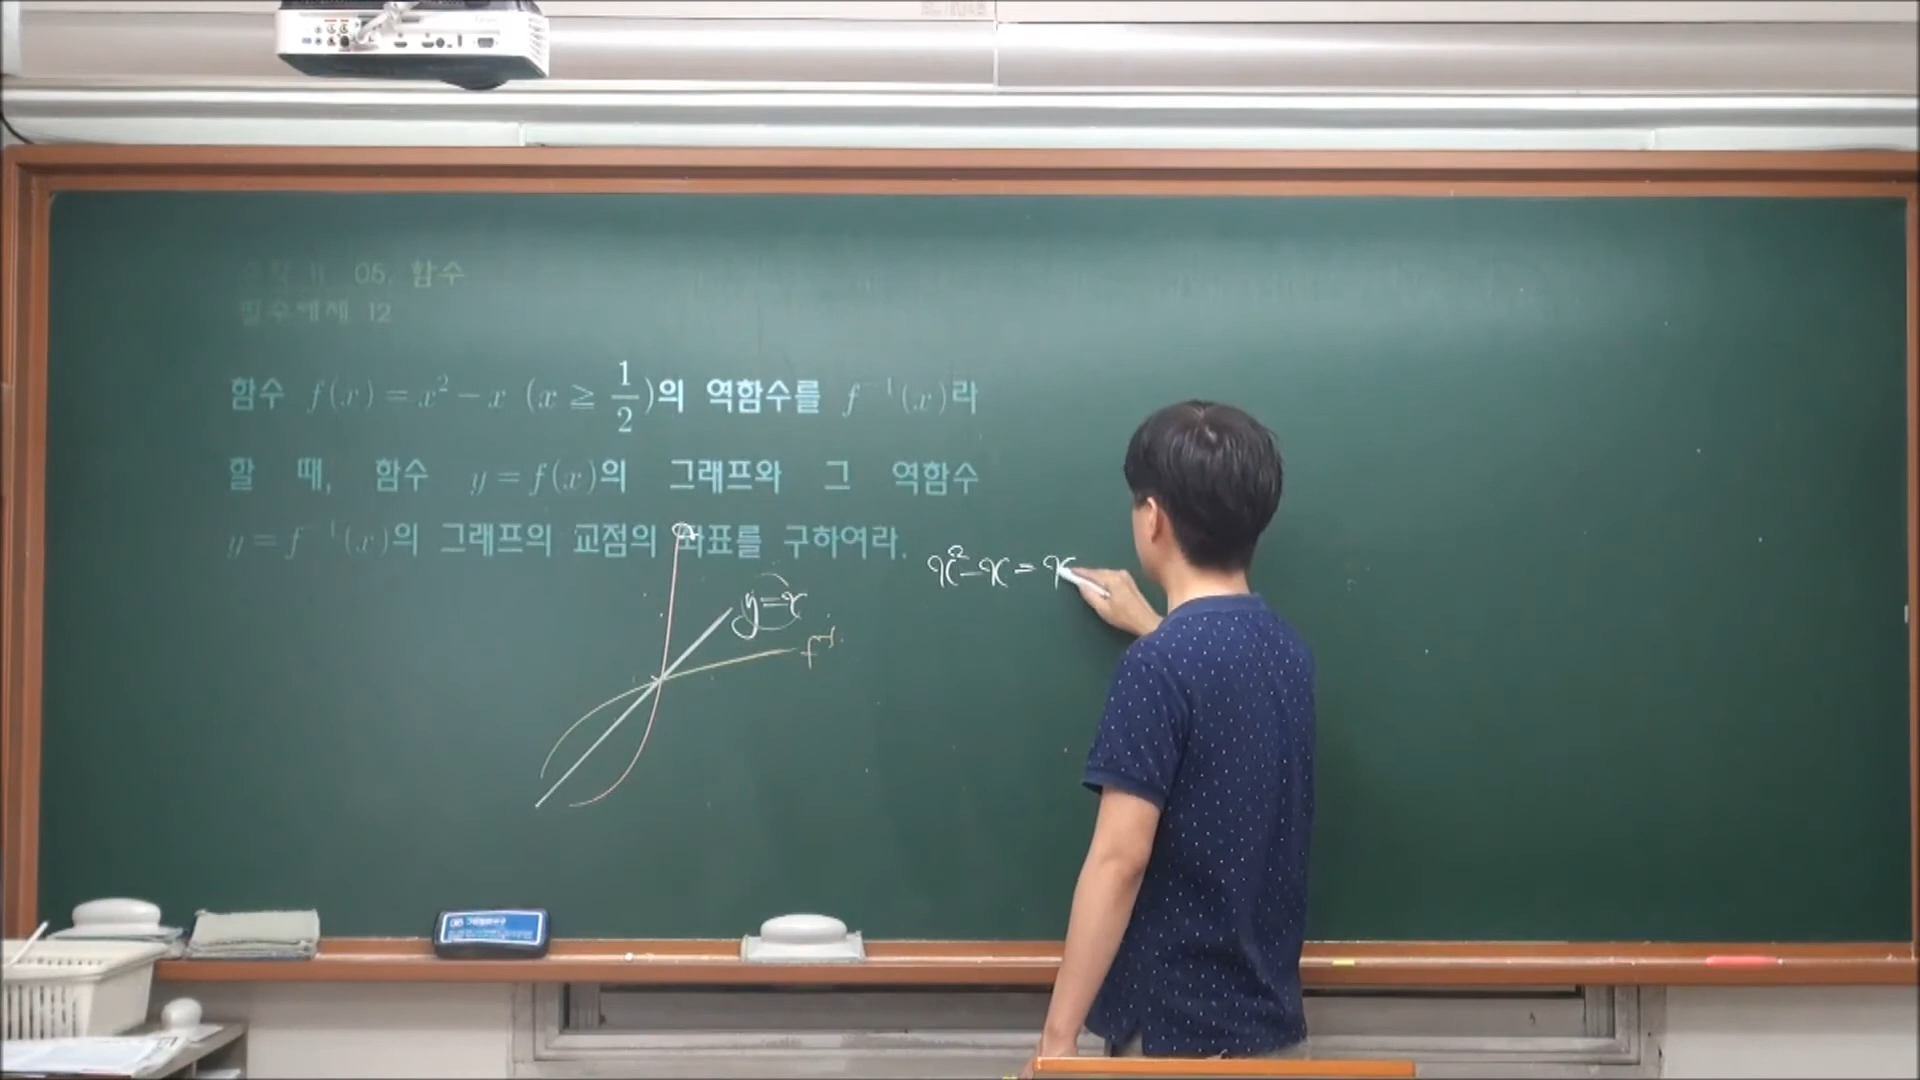 05. 함수
필수예제 12
함수 f(x) = x² − x (x ≧ 1/2)의 역함수를 f⁻¹(x)라
할 때, 함수 y = f(x)의 그래프와 그 역함수
y = f⁻¹(x)의 그래프의 교점의 좌표를 구하여라.
x² − x = x
y = x
f⁻¹